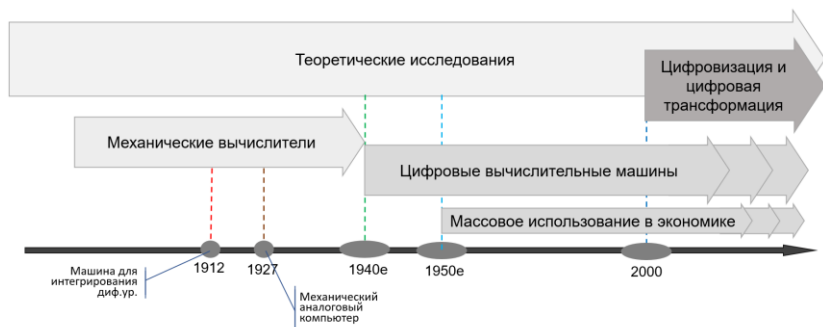 Теоретические исследования
Цифровизация и
цифровая
трансформация
Механические вычислители
Цифровые вычислительные машины
Массовое использование в экономике
1912
1927
1940е
1950е
2000
Машина для
интегрирования
диф.ур.
Механический
аналоговый
компьютер